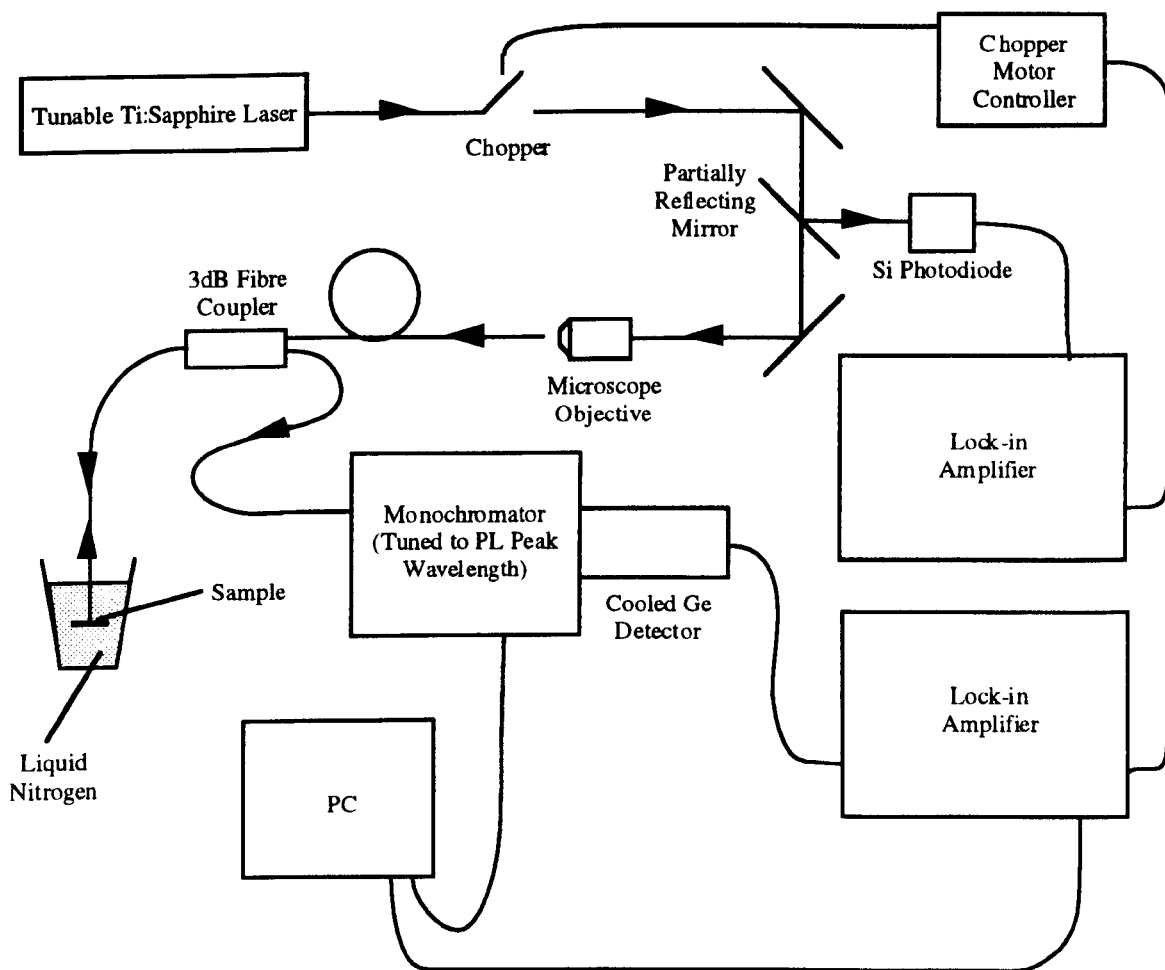 Chopper
Motor
Controller
Tunable Ti:Sapphire Laser
Chopper
Partially
Reflecting
Mirror
Si Photodiode
3dB Fibre
Coupler
Microscope
Objective
Lock-in
Amplifier
Monochromator
(Tuned to PL Peak
Wavelength)
Sample
Cooled Ge
Detector
Lock-in
Amplifier
Liquid
Nitrogen
PC